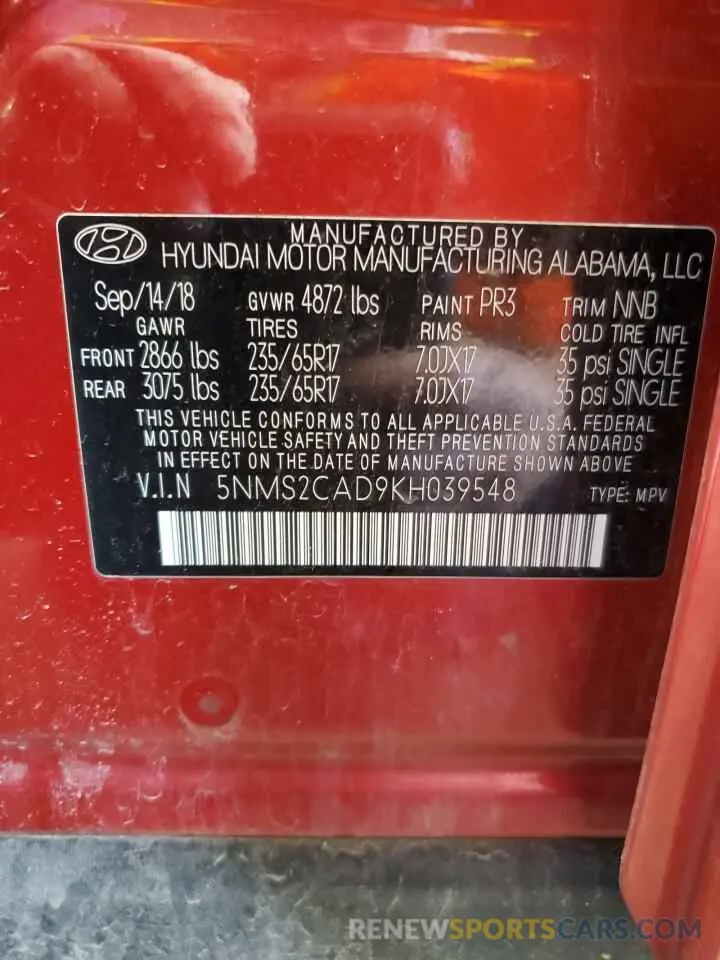 MANUFACTURED BY
HYUNDAI MOTOR MANUFACTURING ALABAMA, LLC
Sep/14/18 GVWR 4872 lbs PAINT PR3 TRIM NNB
GAWR TIRES RIMS COLD TIRE INFL
FRONT 2866 lbs 235/65R17 7.0JX17 35 psi SINGLE
REAR 3075 lbs 235/65R17 7.0JX17 35 psi SINGLE
THIS VEHICLE CONFORMS TO ALL APPLICABLE U.S.A. FEDERAL
MOTOR VEHICLE SAFETY AND THEFT PREVENTION STANDARDS
IN EFFECT ON THE DATE OF MANUFACTURE SHOWN ABOVE
V.I.N 5NMS2CAD9KH039548 TYPE: MPV
RENEWSPORTSCARS.COM